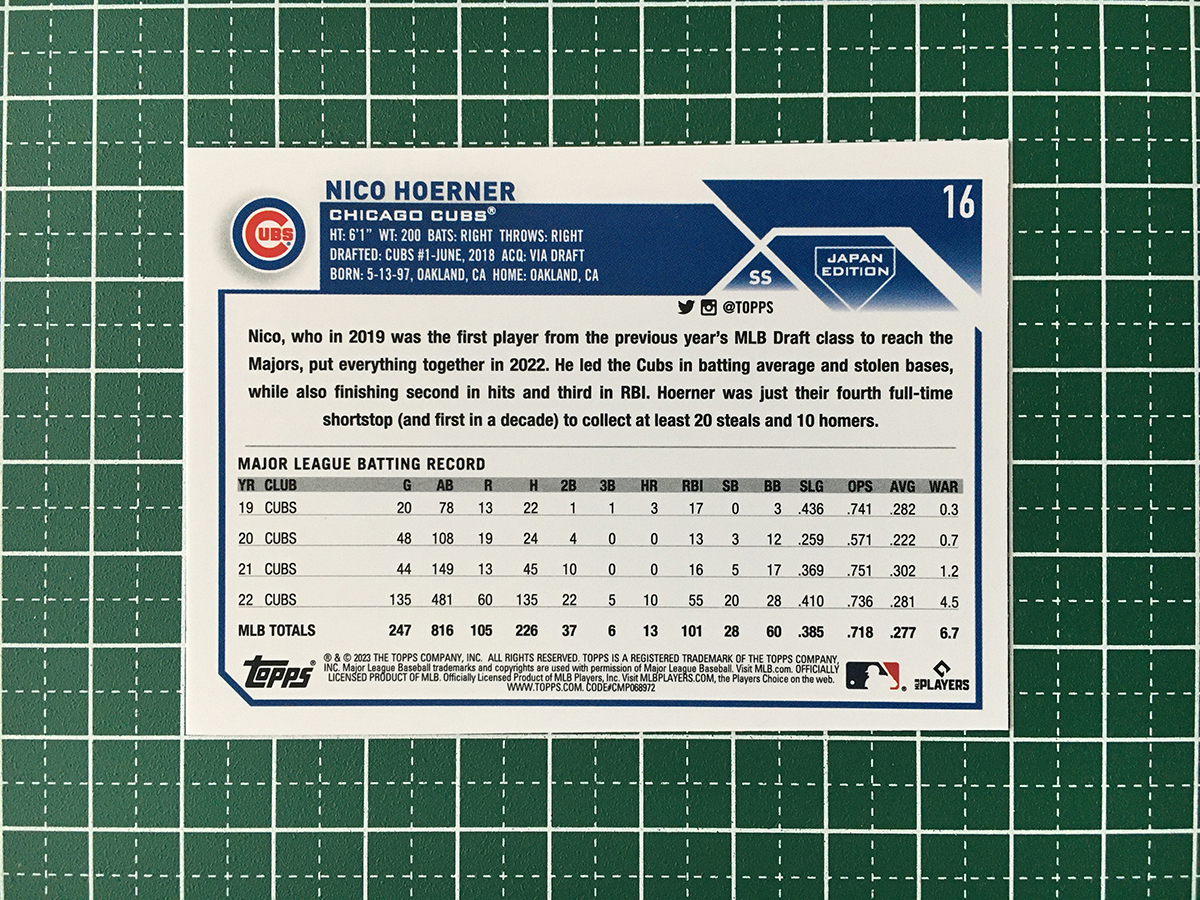 16
NICO HOERNER
CHICAGO CUBS®
HT: 6'1" WT: 200 BATS: RIGHT THROWS: RIGHT
DRAFTED: CUBS #1-JUNE, 2018 ACQ: VIA DRAFT
BORN: 5-13-97, OAKLAND, CA HOME: OAKLAND, CA
CUBS
SS
JAPAN
EDITION
@TOPPS
Nico, who in 2019 was the first player from the previous year's MLB Draft class to reach the
Majors, put everything together in 2022. He led the Cubs in batting average and stolen bases,
while also finishing second in hits and third in RBI. Hoerner was just their fourth full-time
shortstop (and first in a decade) to collect at least 20 steals and 10 homers.
MAJOR LEAGUE BATTING RECORD
YR CLUB G AB R H 2B 3B HR RBI SB BB SLG OPS AVG WAR
19 CUBS 20 78 13 22 1 1 3 17 0 3 .436 .741 .282 0.3
20 CUBS 48 108 19 24 4 0 0 13 3 12 .259 .571 .222 0.7
21 CUBS 44 149 13 45 10 0 0 16 5 17 .369 .751 .302 1.2
22 CUBS 135 481 60 135 22 5 10 55 20 28 .410 .736 .281 4.5
MLB TOTALS 247 816 105 226 37 6 13 101 28 60 .385 .718 .277 6.7
topps®
® & © 2023 THE TOPPS COMPANY, INC. ALL RIGHTS RESERVED. TOPPS IS A REGISTERED TRADEMARK OF THE TOPPS COMPANY,
INC. Major League Baseball trademarks and copyrights are used with permission of Major League Baseball. Visit MLB.com. OFFICIALLY
LICENSED PRODUCT OF MLB. Officially Licensed Product of MLB Players, Inc. Visit MLBPLAYERS.COM, the Players Choice on the web.
WWW.TOPPS.COM. CODE#CMP068972
MLB PLAYERS